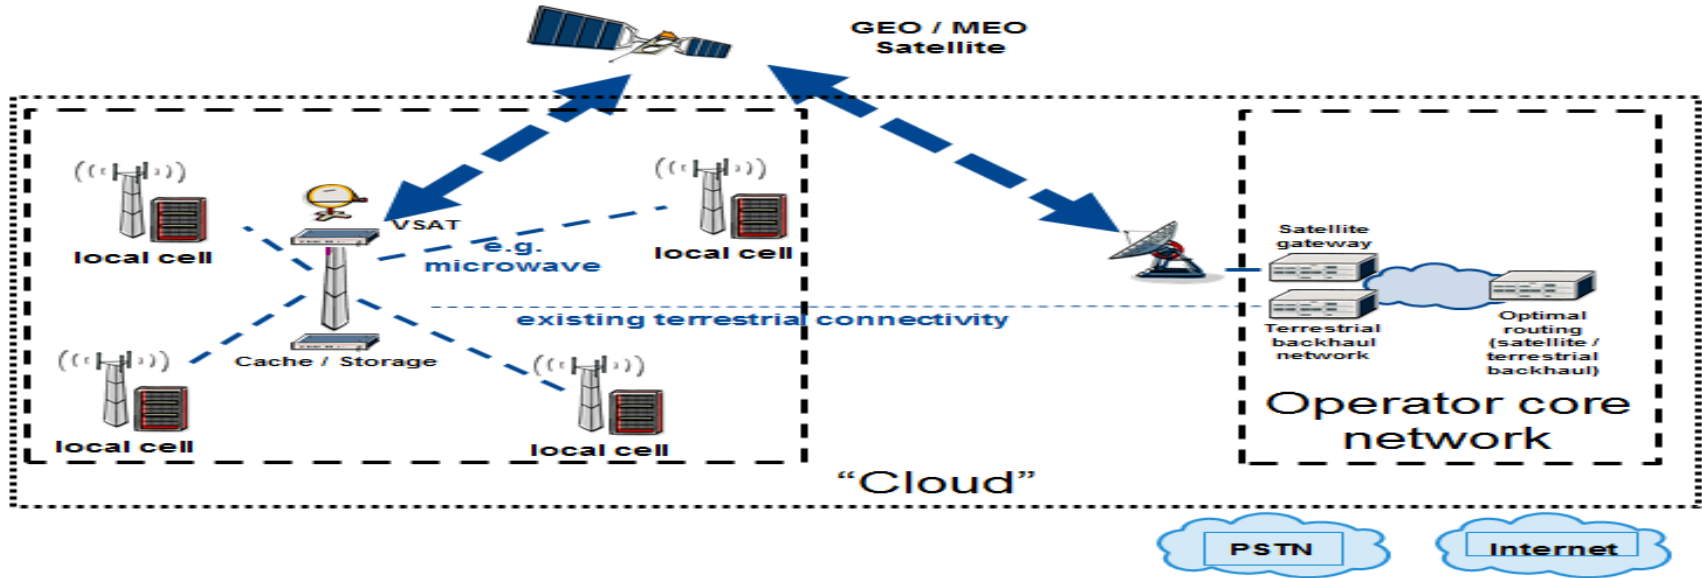 GEO / MEO
Satellite
VSAT
e.g.
microwave
local cell
local cell
Satellite
gateway
existing terrestrial connectivity
Cache / Storage
Terrestrial
backhaul
network
Optimal
routing
(satellite /
terrestrial
backhaul)
local cell
local cell
Operator core
network
“Cloud”
PSTN
Internet